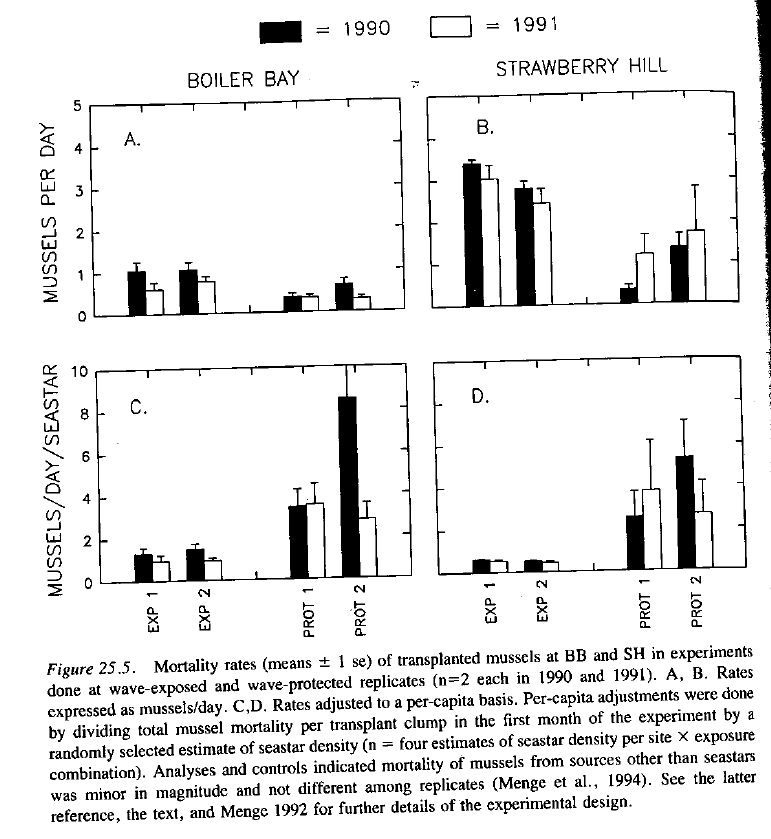 = 1990 = 1991
BOILER BAY STRAWBERRY HILL
MUSSELS PER DAY
5
4
3
2
1
0
A.
B.
MUSSELS/DAY/SEASTAR
10
8
6
4
2
0
C.
D.
EXP 1 EXP 2 PROT 1 PROT 2 EXP 1 EXP 2 PROT 1 PROT 2
Figure 25.5. Mortality rates (means ± 1 se) of transplanted mussels at BB and SH in experiments
done at wave-exposed and wave-protected replicates (n=2 each in 1990 and 1991). A, B. Rates
expressed as mussels/day. C,D. Rates adjusted to a per-capita basis. Per-capita adjustments were done
by dividing total mussel mortality per transplant clump in the first month of the experiment by a
randomly selected estimate of seastar density (n = four estimates of seastar density per site × exposure
combination). Analyses and controls indicated mortality of mussels from sources other than seastars
was minor in magnitude and not different among replicates (Menge et al., 1994). See the latter
reference, the text, and Menge 1992 for further details of the experimental design.